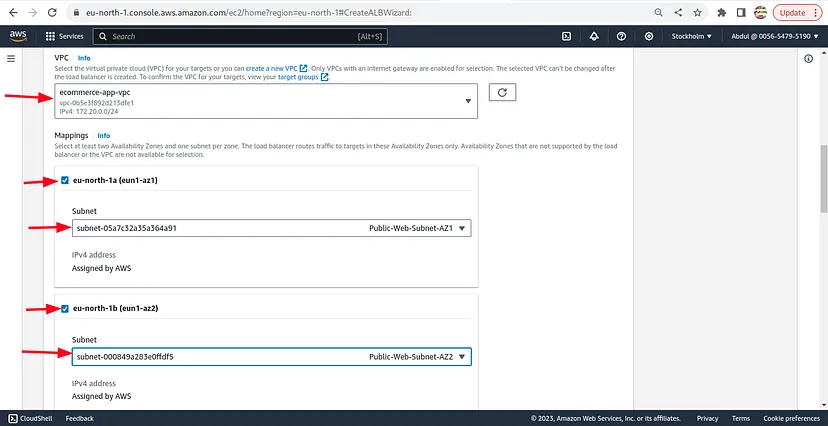 eu-north-1.console.aws.amazon.com/ec2/home?region=eu-north-1#CreateALBWizard:
Update
aws
Services
Search
[Alt+S]
Stockholm
Abdul @ 0056-5479-5190
VPC Info
Select the virtual private cloud (VPC) for your targets or you can create a new VPC. Only VPCs with an internet gateway are enabled for selection. The selected VPC can't be changed after
the load balancer is created. To confirm the VPC for your targets, view your target groups.
ecommerce-app-vpc
vpc-0b5e3f892d213dfe1
IPv4: 172.20.0.0/24
Mappings Info
Select at least two Availability Zones and one subnet per zone. The load balancer routes traffic to targets in these Availability Zones only. Availability Zones that are not supported by the load
balancer or the VPC are not available for selection.
eu-north-1a (eun1-az1)
Subnet
subnet-05a7c32a35a364a91 Public-Web-Subnet-AZ1
IPv4 address
Assigned by AWS
eu-north-1b (eun1-az2)
Subnet
subnet-000849a283e0ffdf5 Public-Web-Subnet-AZ2
IPv4 address
Assigned by AWS
CloudShell Feedback © 2023, Amazon Web Services, Inc. or its affiliates. Privacy Terms Cookie preferences